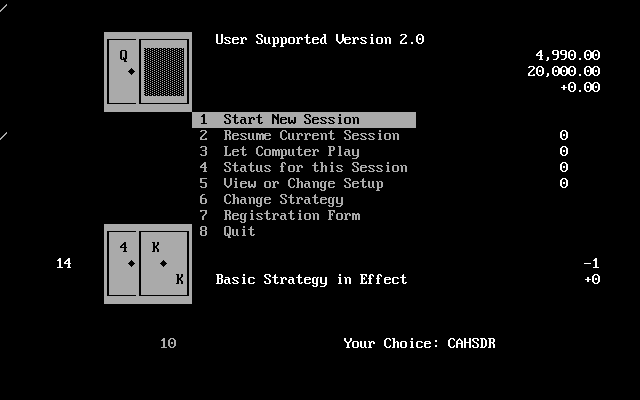 User Supported Version 2.0
Q
4,990.00
20,000.00
+0.00
1 Start New Session
2 Resume Current Session 0
3 Let Computer Play 0
4 Status for this Session 0
5 View or Change Setup 0
6 Change Strategy
7 Registration Form
8 Quit
4 K
14 -1
K Basic Strategy in Effect +0
10 Your Choice: CAHSDR